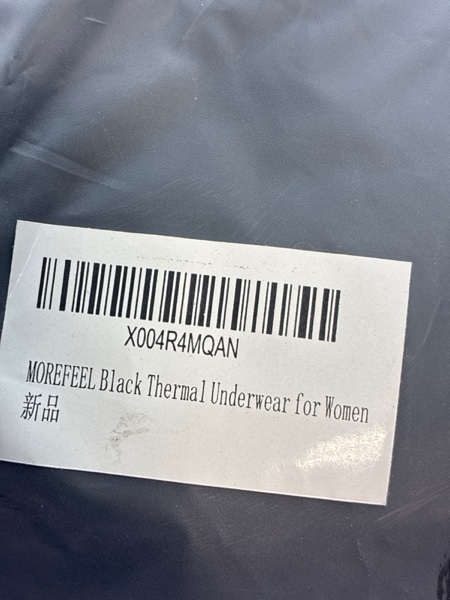 X004R4MQAN
MOREFEEL Black Thermal Underwear for Women
新品